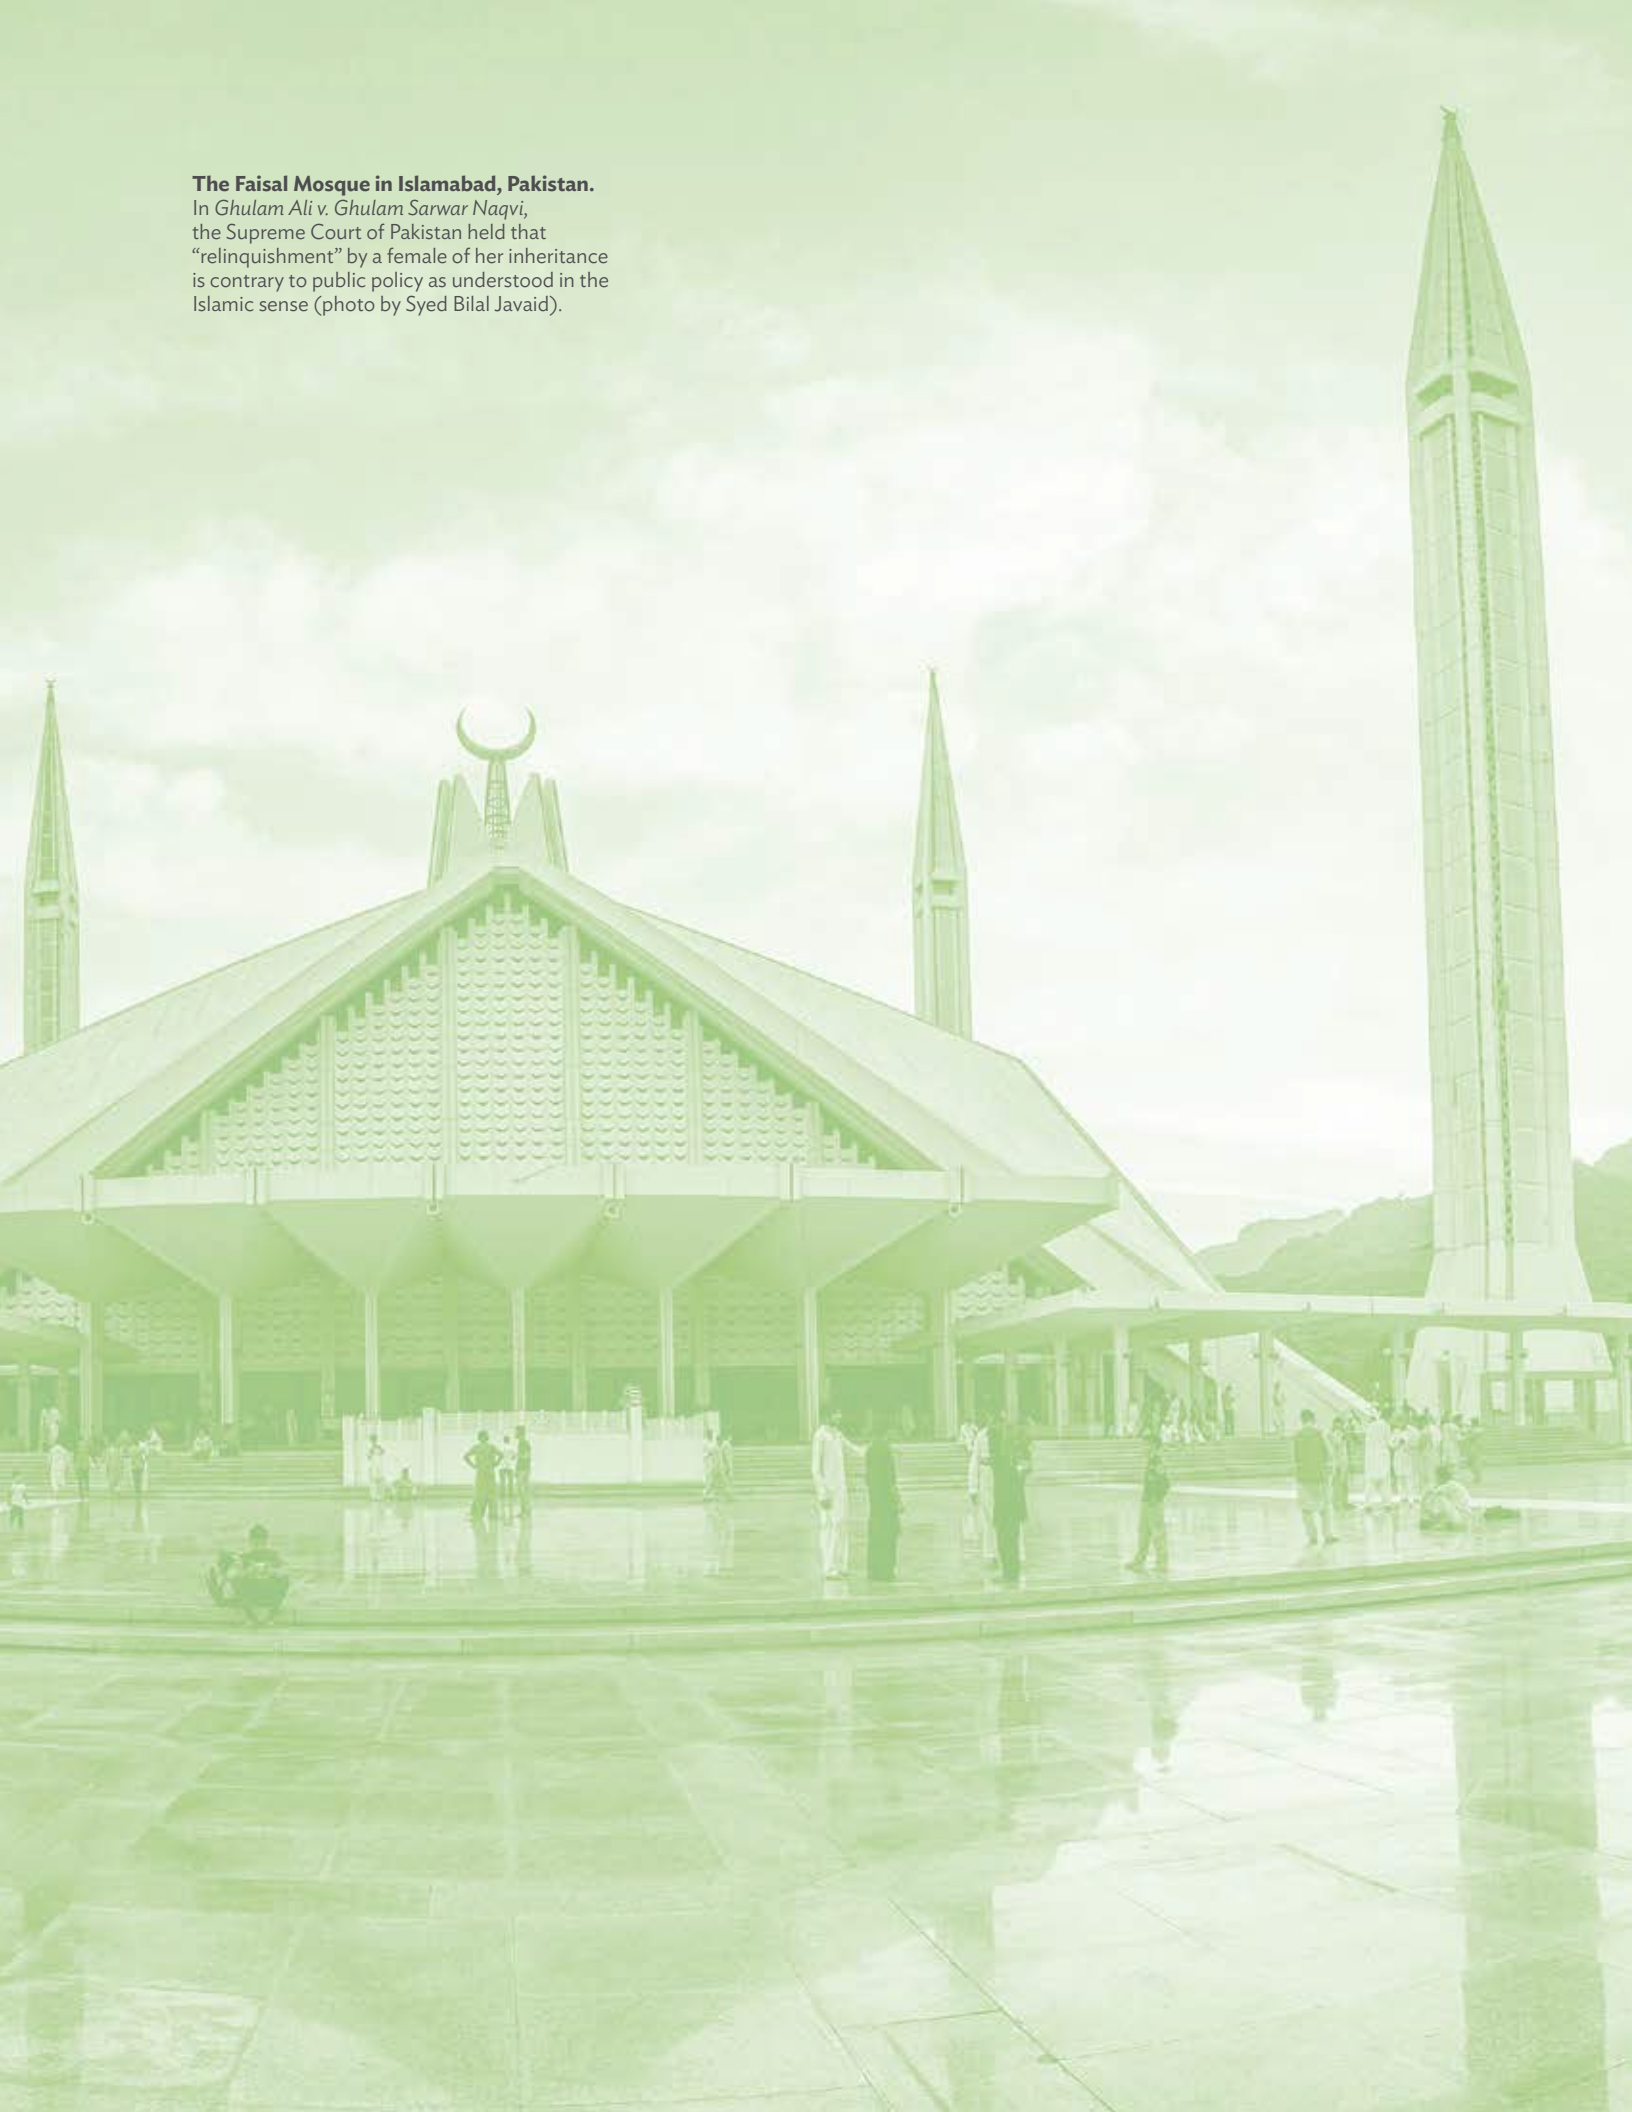 The Faisal Mosque in Islamabad, Pakistan.
In Ghulam Ali v. Ghulam Sarwar Naqvi,
the Supreme Court of Pakistan held that
“relinquishment” by a female of her inheritance
is contrary to public policy as understood in the
Islamic sense (photo by Syed Bilal Javaid).